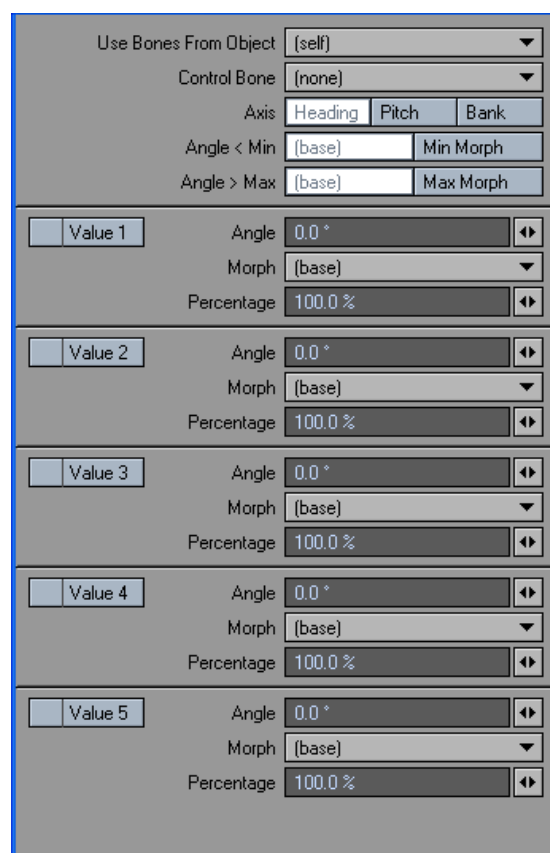 Use Bones From Object (self)
Control Bone (none)
Axis Heading Pitch Bank
Angle < Min (base) Min Morph
Angle > Max (base) Max Morph
Value 1 Angle 0.0 °
Morph (base)
Percentage 100.0 %
Value 2 Angle 0.0 °
Morph (base)
Percentage 100.0 %
Value 3 Angle 0.0 °
Morph (base)
Percentage 100.0 %
Value 4 Angle 0.0 °
Morph (base)
Percentage 100.0 %
Value 5 Angle 0.0 °
Morph (base)
Percentage 100.0 %